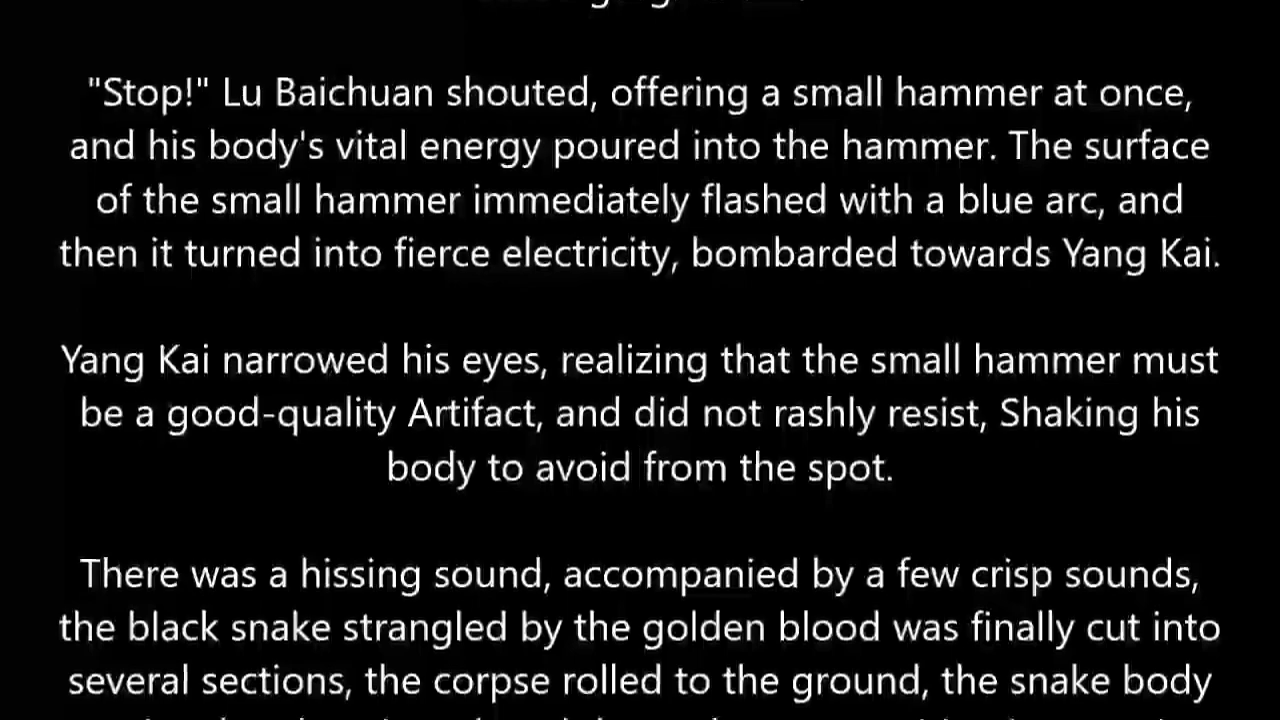 "Stop!" Lu Baichuan shouted, offering a small hammer at once,
and his body's vital energy poured into the hammer. The surface
of the small hammer immediately flashed with a blue arc, and
then it turned into fierce electricity, bombarded towards Yang Kai.
Yang Kai narrowed his eyes, realizing that the small hammer must
be a good-quality Artifact, and did not rashly resist, Shaking his
body to avoid from the spot.
There was a hissing sound, accompanied by a few crisp sounds,
the black snake strangled by the golden blood was finally cut into
several sections, the corpse rolled to the ground, the snake body